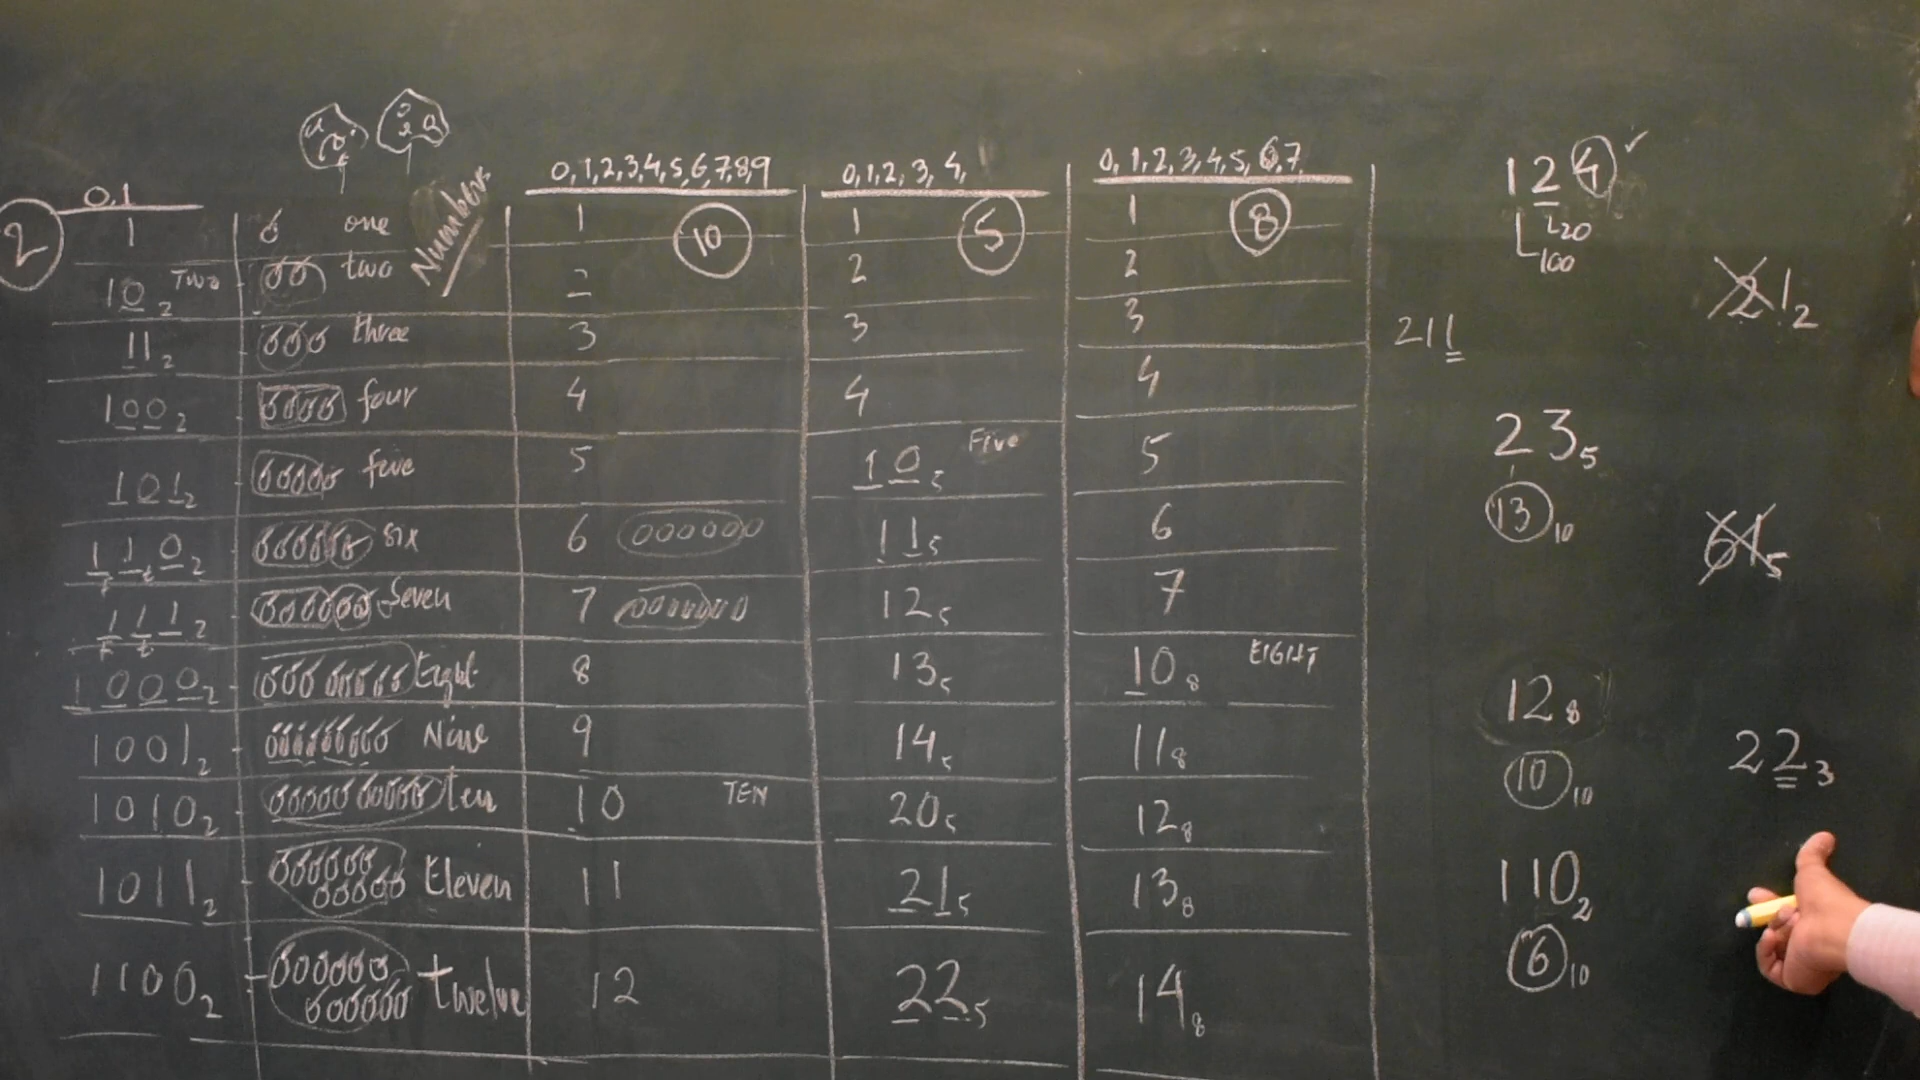 0,1
Numbers
0,1,2,3,4,5,6,7,8,9
0,1,2,3,4,
0,1,2,3,4,5,6,7,
2
1 one 1 10 1 5 1 8
10₂ Two two 2 2 2
11₂ three 3 3 3
100₂ four 4 4 4
101₂ five 5 10₅ Five 5
110₂ six 6 11₅ 6
111₂ Seven 7 12₅ 7
1000₂ Eight 8 13₅ 10₈ EIGHT
1001₂ Nine 9 14₅ 11₈
1010₂ ten 10 TEN 20₅ 12₈
1011₂ Eleven 11 21₅ 13₈
1100₂ twelve 12 22₅ 14₈
124
20
100
211
23₅
13₁₀
12₈
10₁₀
110₂
6₁₀
21₂
61₅
22₃